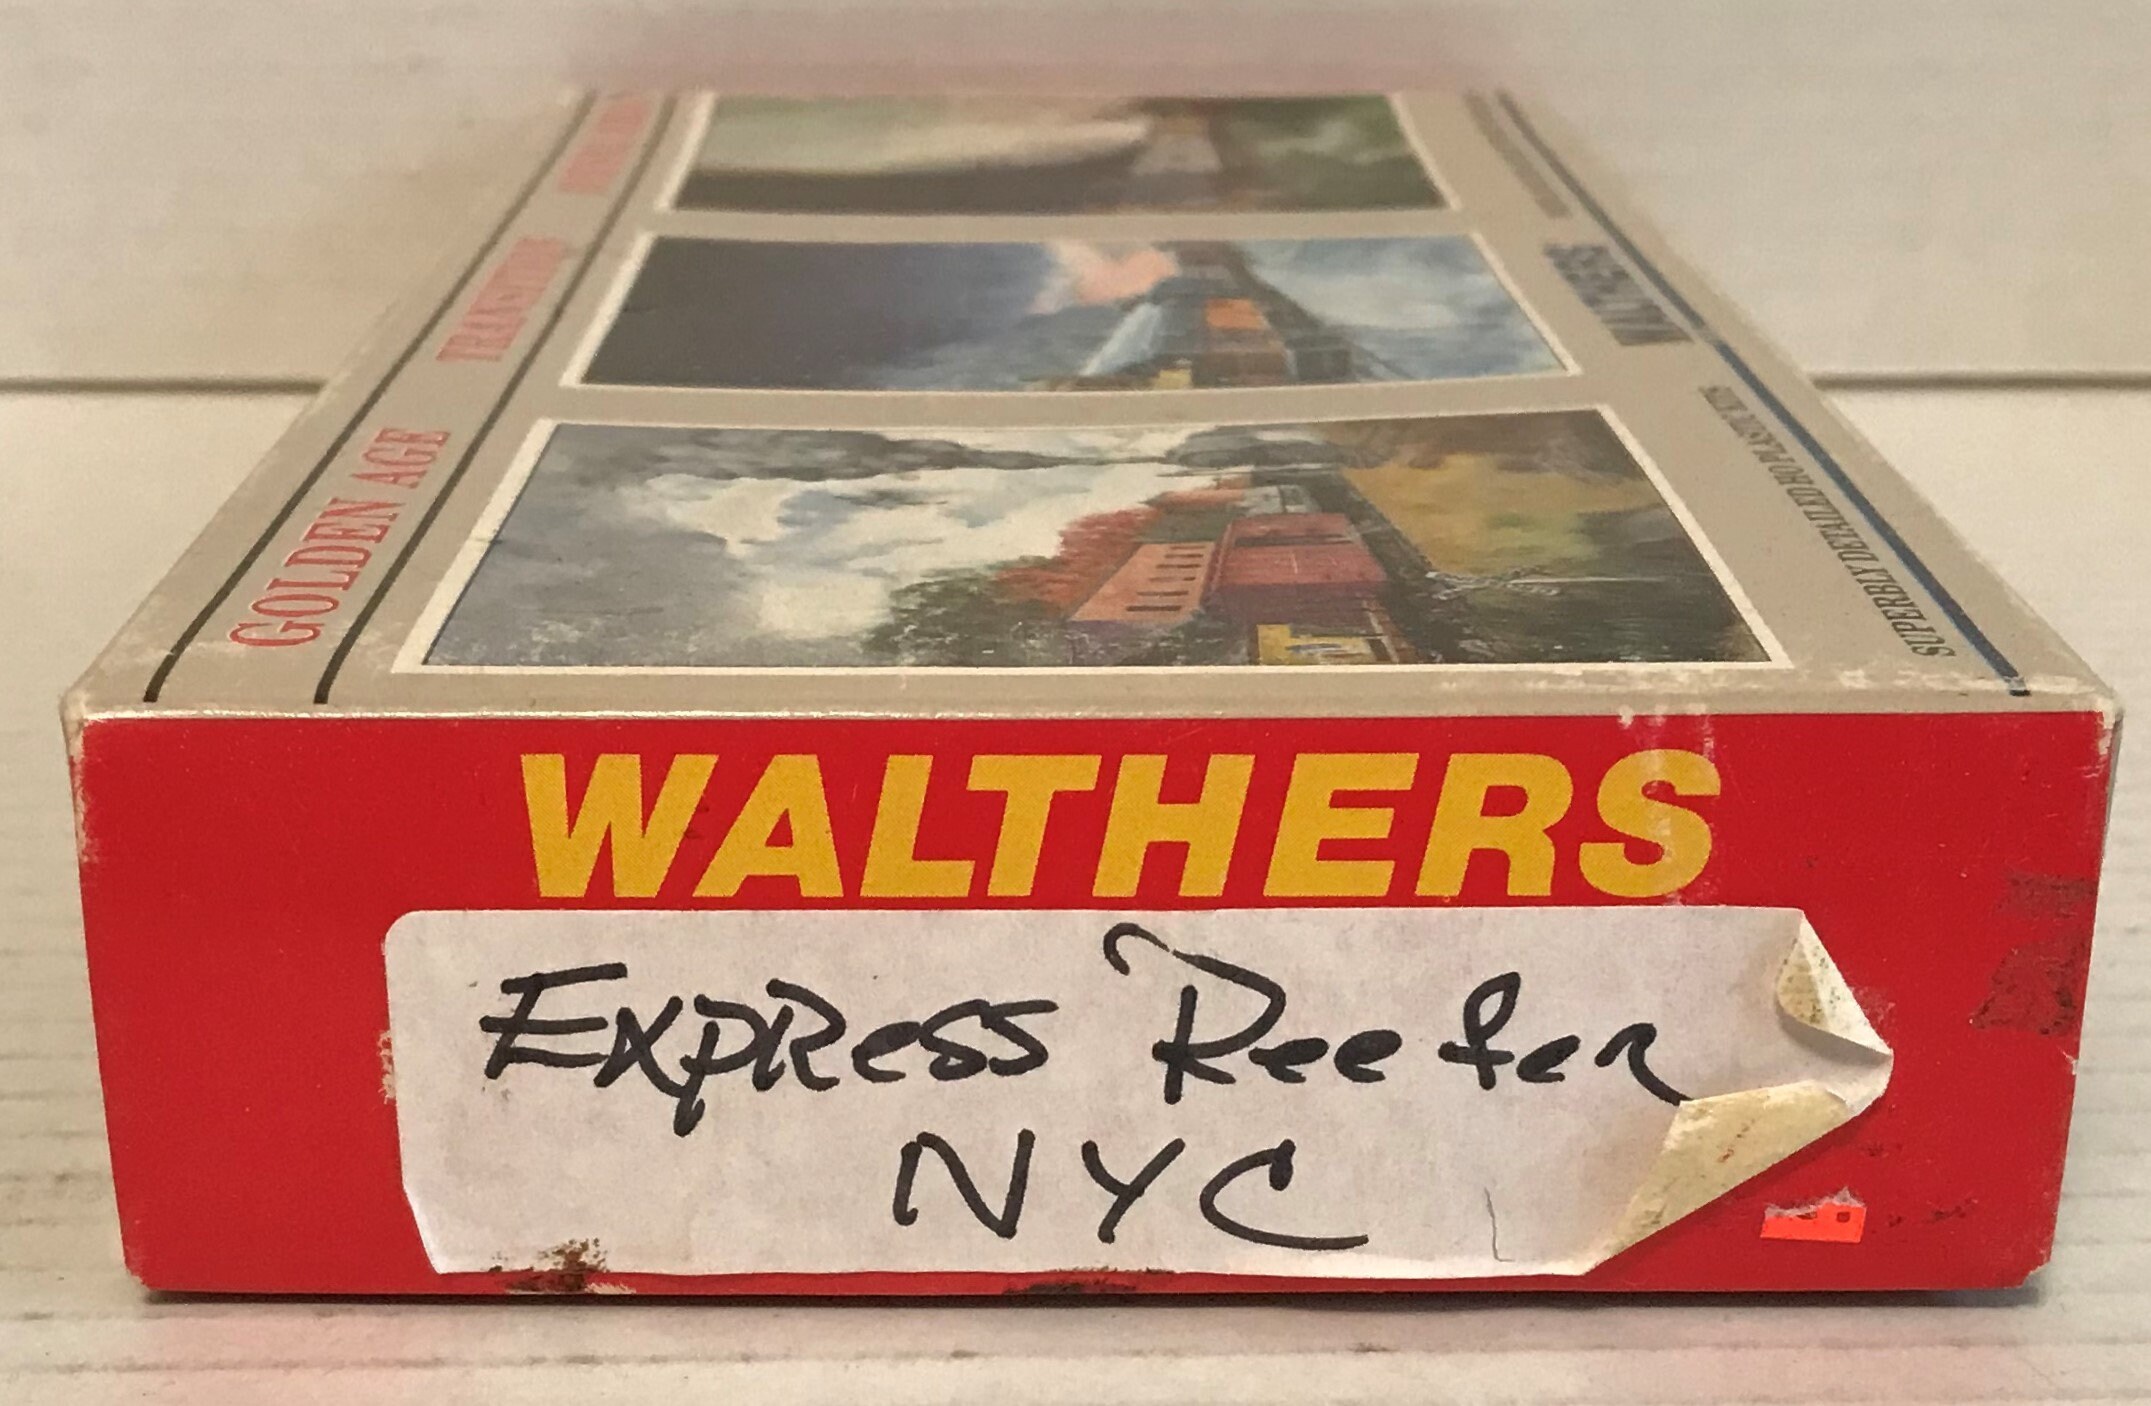 GOLDEN AGE
TRANSITION
WALTHERS
SUPERBLY DETAILED HO PLASTIC KITS
WALTHERS
Express Reefer
NYC